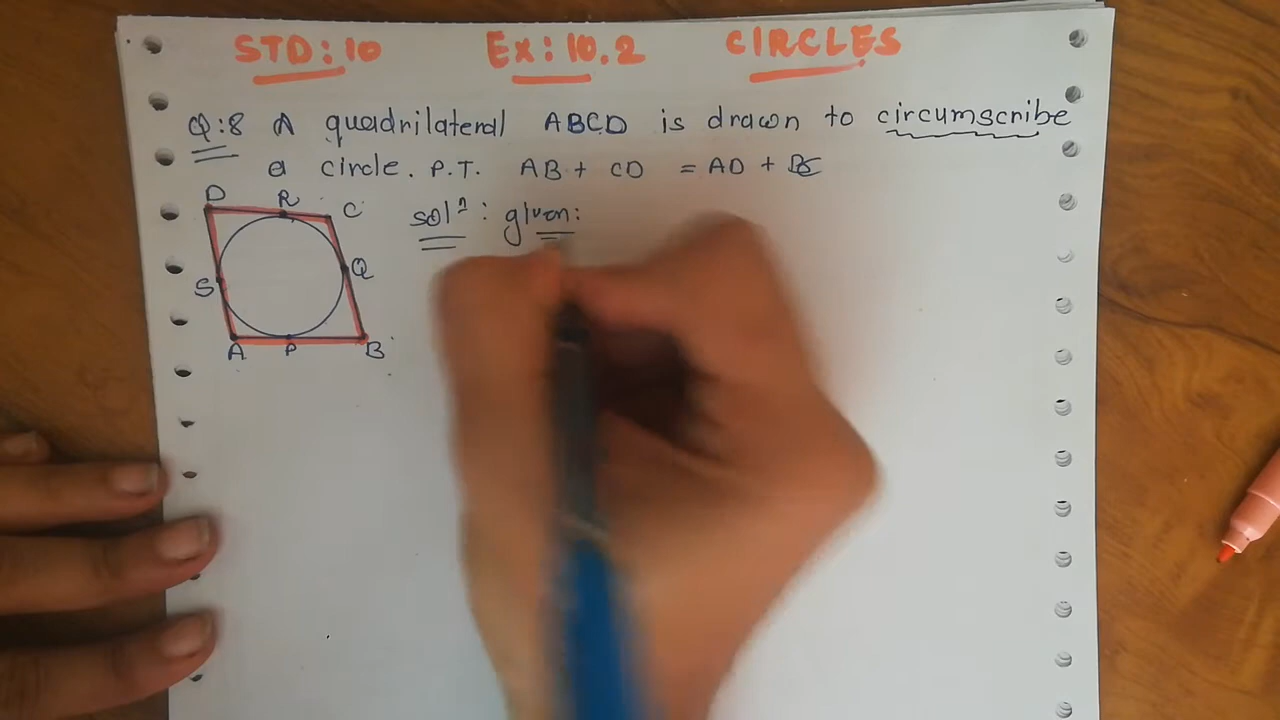 STD: 10 Ex: 10.2 CIRCLES
Q:8 A quadrilateral ABCD is drawn to circumscribe
a circle. P.T. AB + CD = AD + BC
D R C
sol^n : given:
S Q
A P B